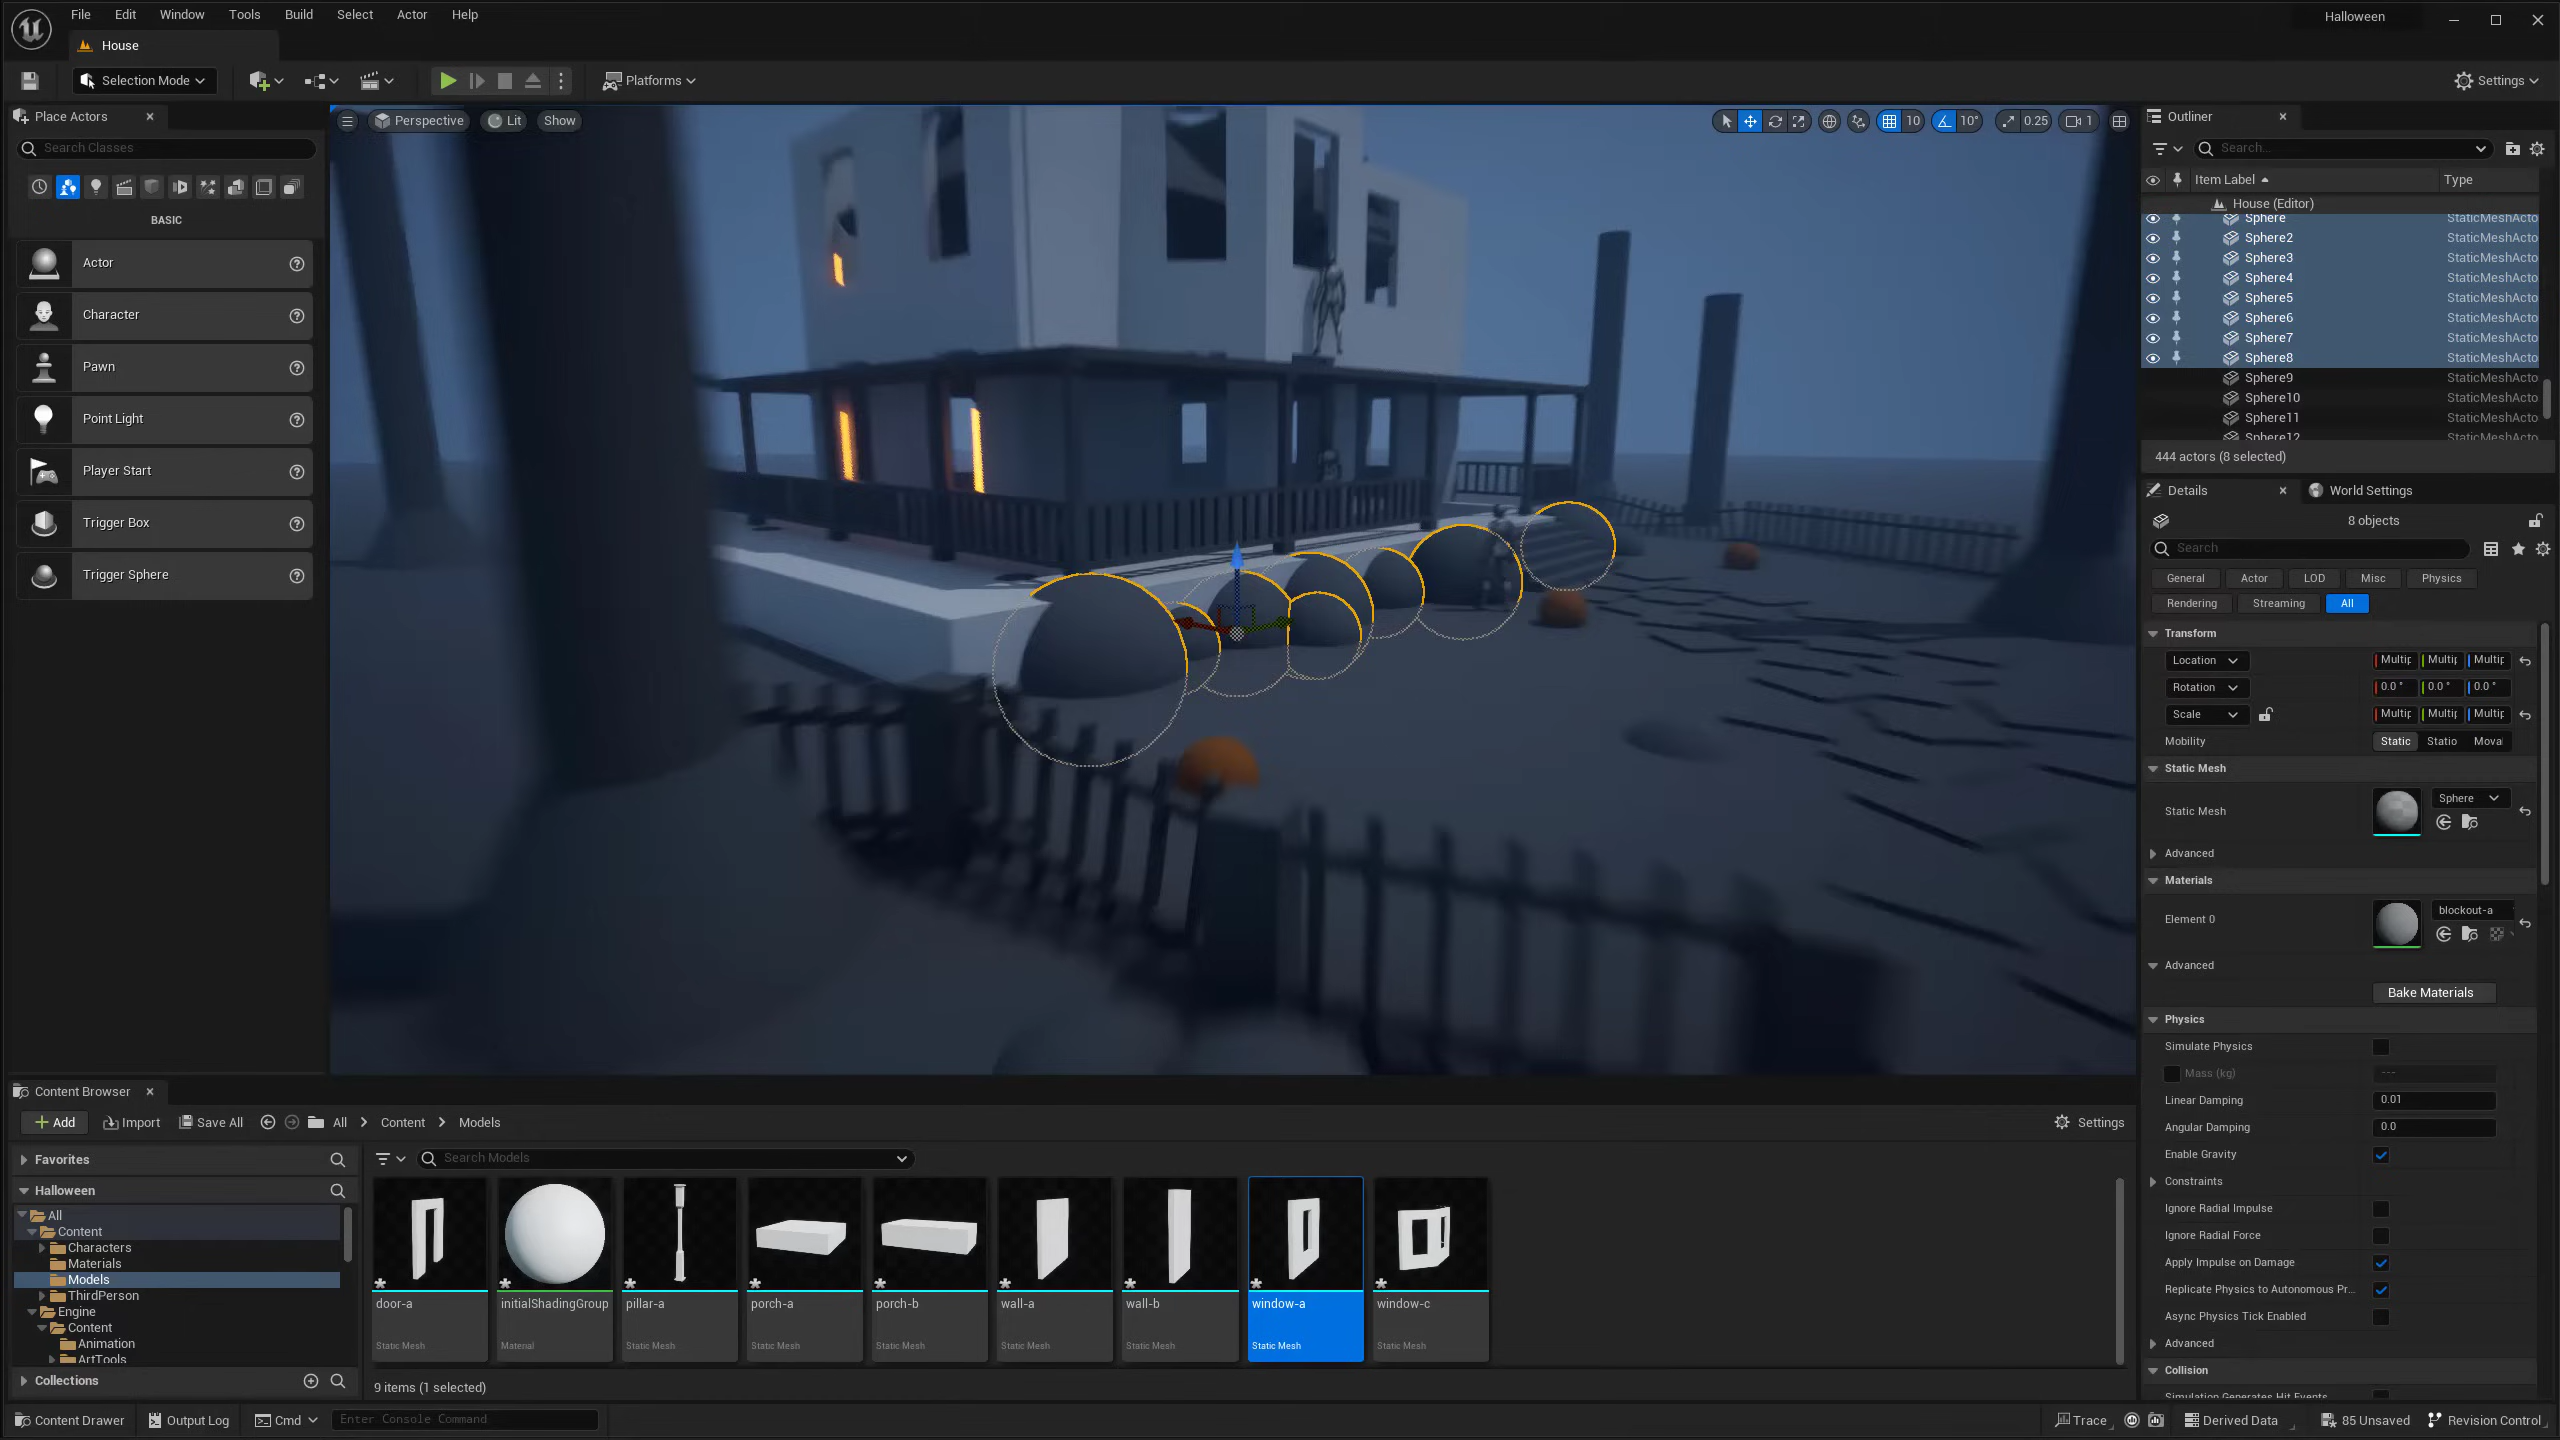 File Edit Window Tools Build Select Actor Help
Halloween
House
Selection Mode
Platforms
Settings
Place Actors
Search Classes
BASIC
Actor
Character
Pawn
Point Light
Player Start
Trigger Box
Trigger Sphere
Perspective Lit Show
10 10° 0.25 1
Outliner
Search...
Item Label Type
House (Editor)
Sphere StaticMeshActo
Sphere2 StaticMeshActo
Sphere3 StaticMeshActo
Sphere4 StaticMeshActo
Sphere5 StaticMeshActo
Sphere6 StaticMeshActo
Sphere7 StaticMeshActo
Sphere8 StaticMeshActo
Sphere9 StaticMeshActo
Sphere10 StaticMeshActo
Sphere11 StaticMeshActo
Sphere12 StaticMeshActo
444 actors (8 selected)
Details World Settings
8 objects
Search
General Actor LOD Misc Physics
Rendering Streaming All
Transform
Location Multip Multip Multip
Rotation 0.0 ° 0.0 ° 0.0 °
Scale Multip Multip Multip
Mobility Static Statio Moval
Static Mesh
Static Mesh Sphere
Advanced
Materials
Element 0 blockout-a
Advanced
Bake Materials
Physics
Simulate Physics
Mass (kg) ---
Linear Damping 0.01
Angular Damping 0.0
Enable Gravity
Constraints
Ignore Radial Impulse
Ignore Radial Force
Apply Impulse on Damage
Replicate Physics to Autonomous Pr...
Async Physics Tick Enabled
Advanced
Collision
Simulation Generates Hit Events
Content Browser
Add Import Save All All Content Models Settings
Favorites
Search Models
Halloween
All
Content
Characters
Materials
Models
ThirdPerson
Engine
Content
Animation
ArtTools
Collections
door-a initialShadingGroup pillar-a porch-a porch-b wall-a wall-b window-a window-c
Static Mesh Material Static Mesh Static Mesh Static Mesh Static Mesh Static Mesh Static Mesh Static Mesh
9 items (1 selected)
Content Drawer Output Log Cmd Enter Console Command
Trace Derived Data 85 Unsaved Revision Control